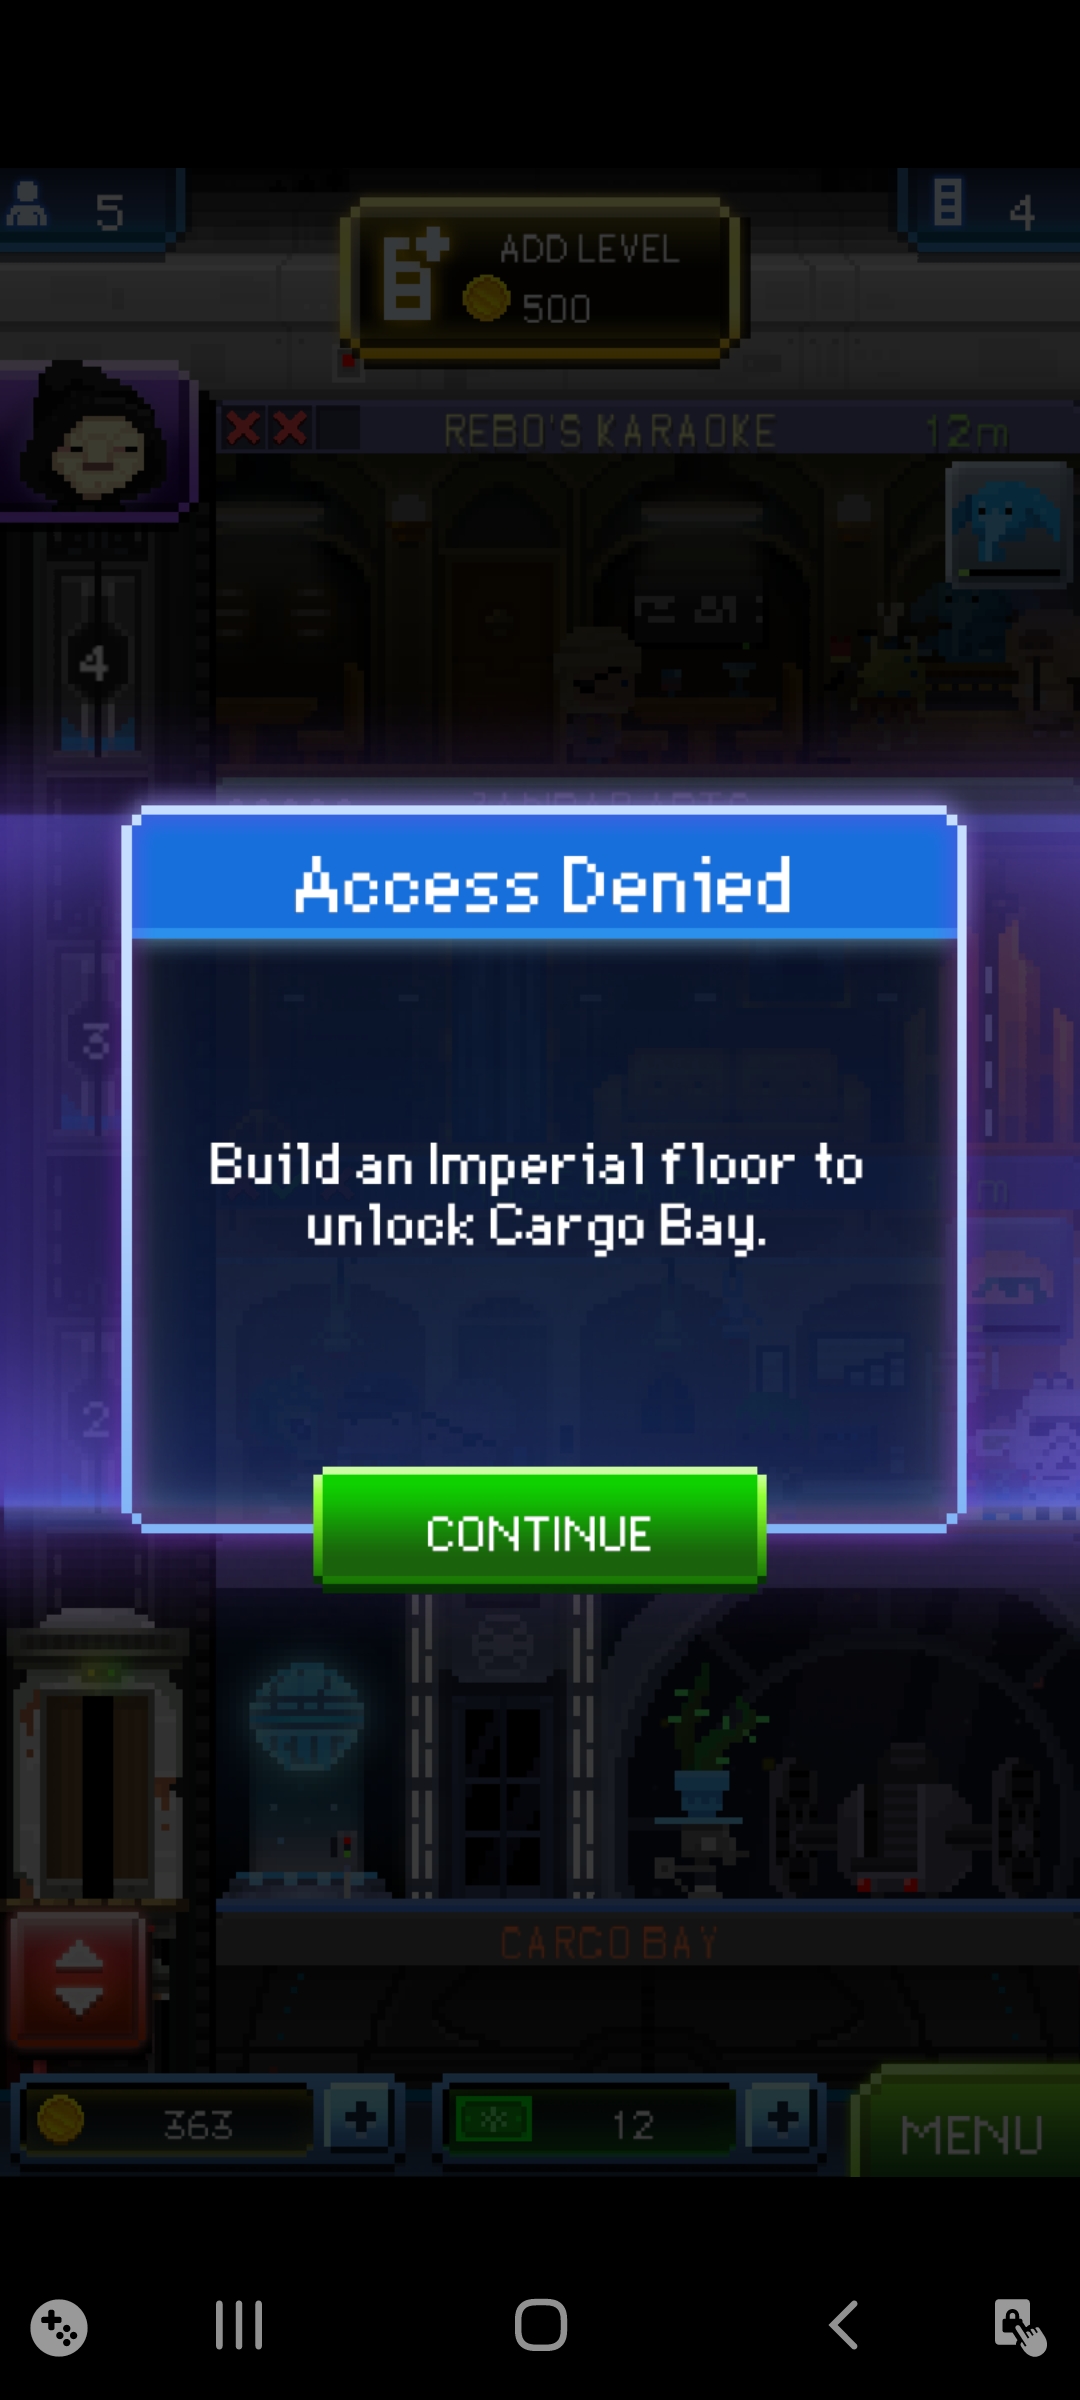 5
ADD LEVEL
500
4
REBO'S KARAOKE
12m
4
Access Denied
3
Build an Imperial floor to
unlock Cargo Bay.
2
CONTINUE
CARGO BAY
363
12
MENU